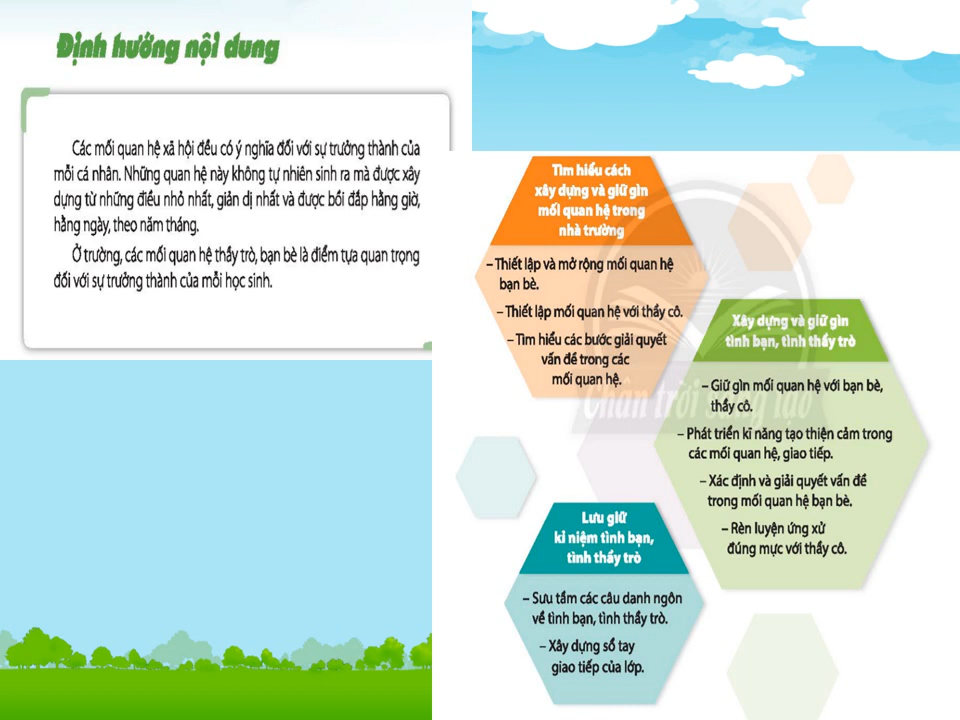 Định hướng nội dung
Các mối quan hệ xã hội đều có ý nghĩa đối với sự trưởng thành của
mỗi cá nhân. Những quan hệ này không tự nhiên sinh ra mà được xây
dựng từ những điều nhỏ nhất, giản dị nhất và được bồi đắp hằng giờ,
hằng ngày, theo năm tháng.
Ở trường, các mối quan hệ thầy trò, bạn bè là điểm tựa quan trọng
đối với sự trưởng thành của mỗi học sinh.
Tìm hiểu cách
xây dựng và giữ gìn
mối quan hệ trong
nhà trường
– Thiết lập và mở rộng mối quan hệ
bạn bè.
– Thiết lập mối quan hệ với thầy cô.
– Tìm hiểu các bước giải quyết
vấn đề trong các
mối quan hệ.
Xây dựng và giữ gìn
tình bạn, tình thầy trò
– Giữ gìn mối quan hệ với bạn bè,
thầy cô.
– Phát triển kĩ năng tạo thiện cảm trong
các mối quan hệ, giao tiếp.
– Xác định và giải quyết vấn đề
trong mối quan hệ bạn bè.
– Rèn luyện ứng xử
đúng mực với thầy cô.
Lưu giữ
kỉ niệm tình bạn,
tình thầy trò
– Sưu tầm các câu danh ngôn
về tình bạn, tình thầy trò.
– Xây dựng sổ tay
giao tiếp của lớp.
Chân trời sáng tạo